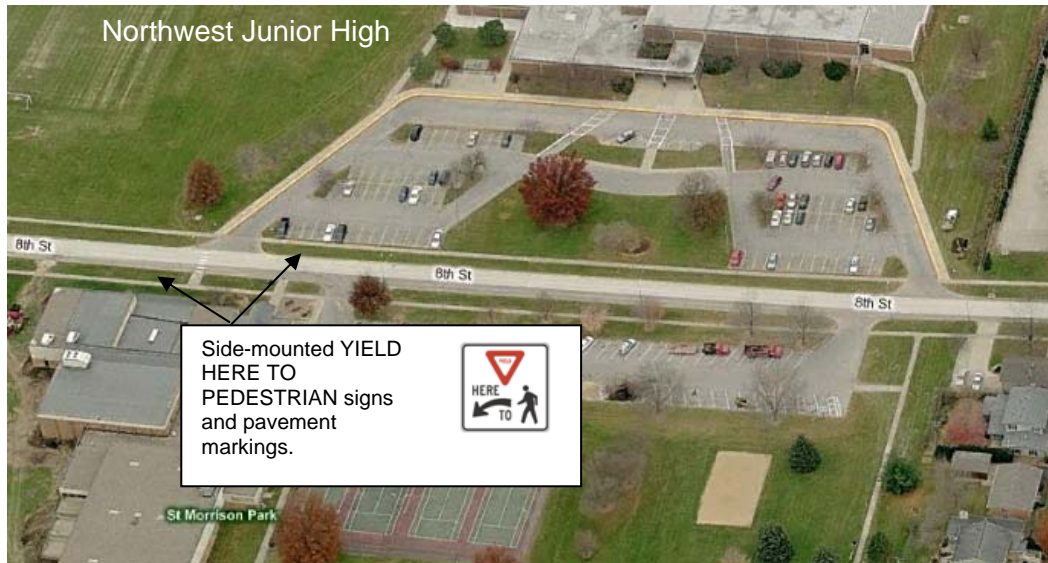 Northwest Junior High
8th St
8th St
8th St
Side-mounted YIELD
HERE TO
PEDESTRIAN signs
and pavement
markings.
YIELD
HERE
TO
St Morrison Park